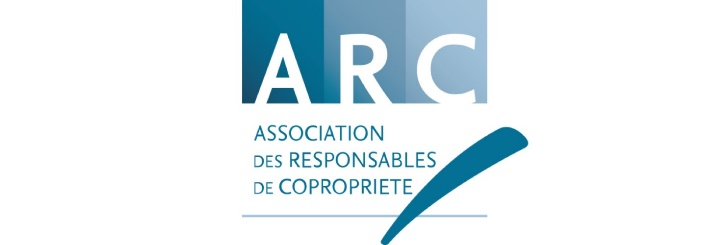 ARC
ASSOCIATION
DES RESPONSABLES
DE COPROPRIETE